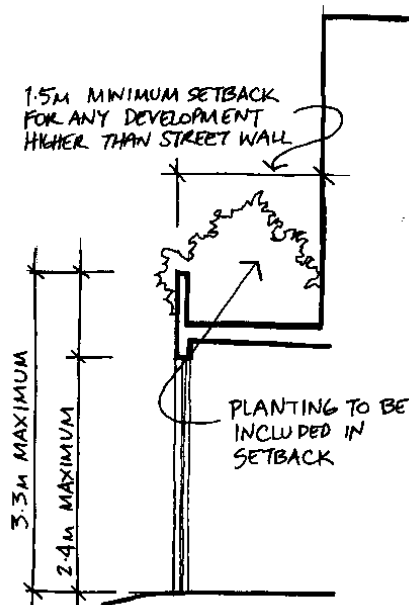 1.5M MINIMUM SETBACK
FOR ANY DEVELOPMENT
HIGHER THAN STREET WALL
3.3M MAXIMUM
2.4M MAXIMUM
PLANTING TO BE
INCLUDED IN
SETBACK